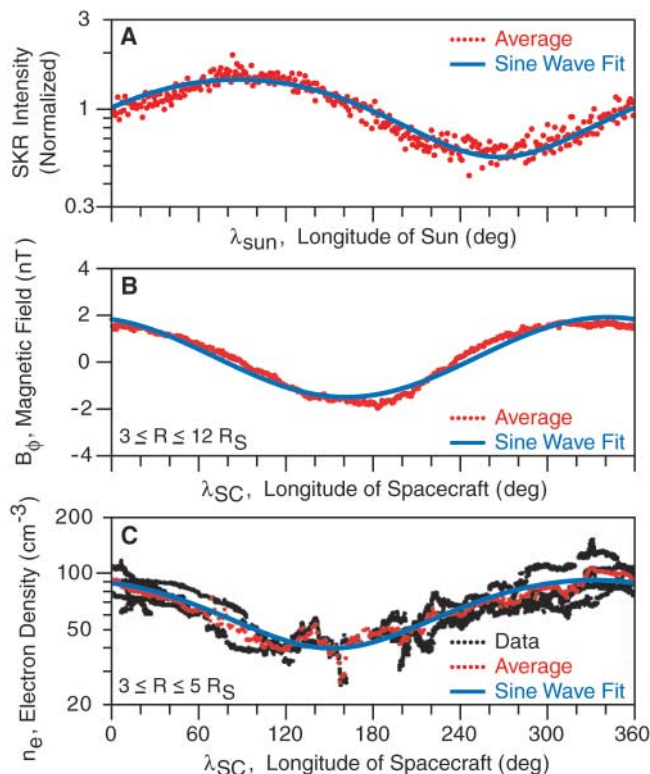 3
A
Average
Sine Wave Fit
1
0.3
SKR Intensity
(Normalized)
λsun, Longitude of Sun (deg)
4
B
2
0
-2
-4
Bϕ, Magnetic Field (nT)
3 ≤ R ≤ 12 RS
Average
Sine Wave Fit
λSC, Longitude of Spacecraft (deg)
200
C
100
50
20
ne, Electron Density (cm-3)
3 ≤ R ≤ 5 RS
Data
Average
Sine Wave Fit
0 60 120 180 240 300 360
λSC, Longitude of Spacecraft (deg)